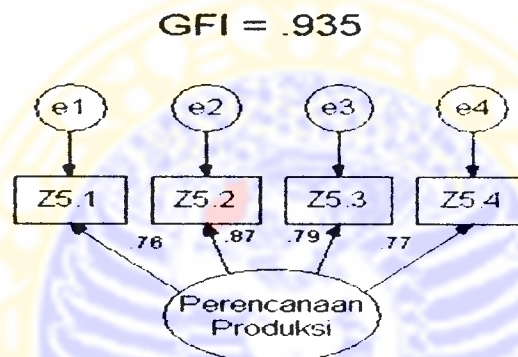 GFI = .935
e1 e2 e3 e4
Z5.1 Z5.2 Z5.3 Z5.4
.76 .87 .79 .77
Perencanaan
Produksi